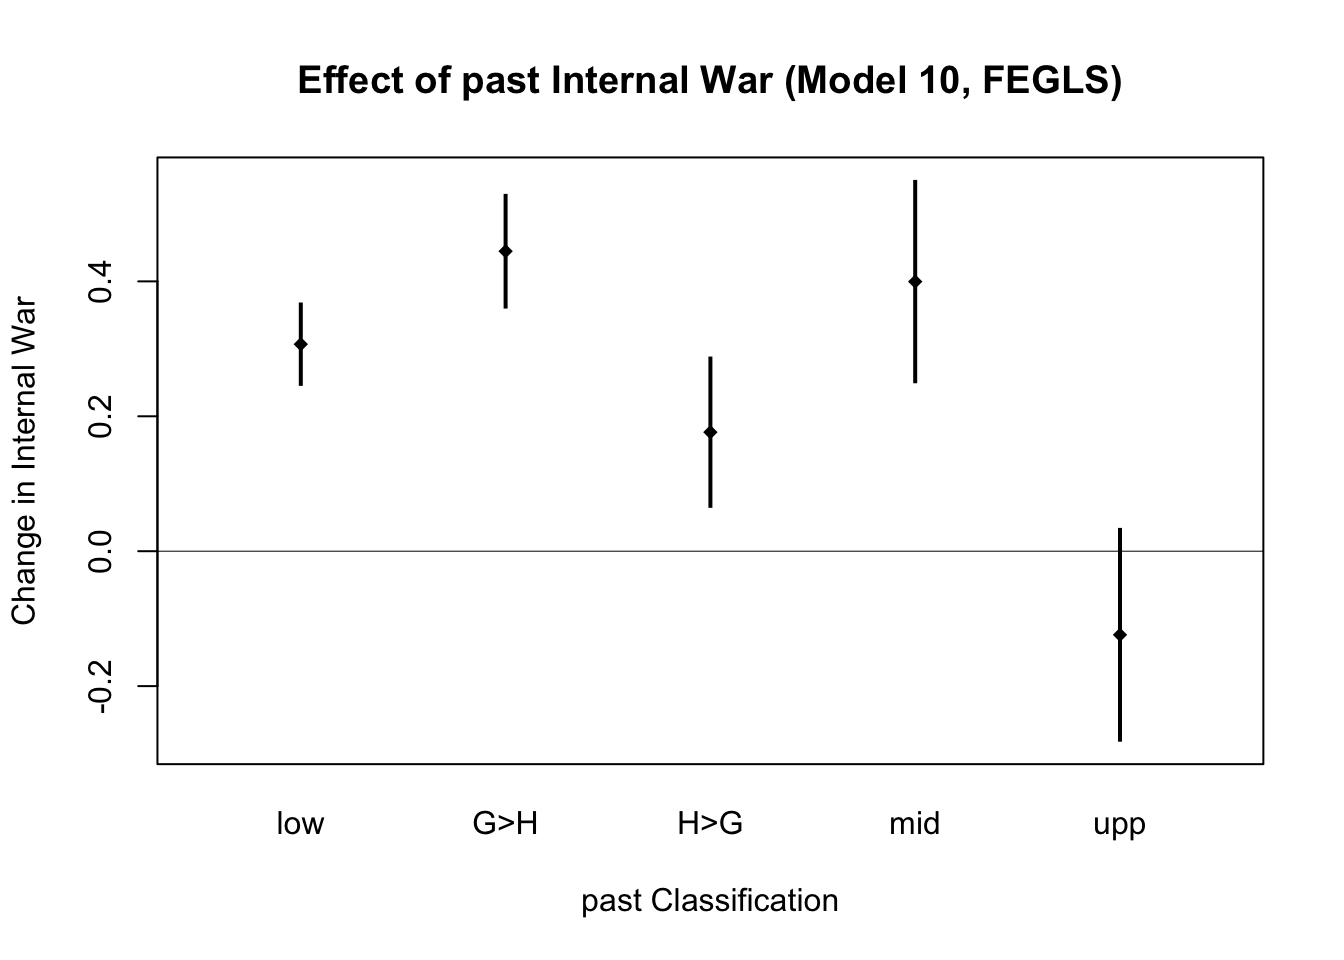 Effect of past Internal War (Model 10, FEGLS)
Change in Internal War
0.4
0.2
0.0
-0.2
low G>H H>G mid upp
past Classification